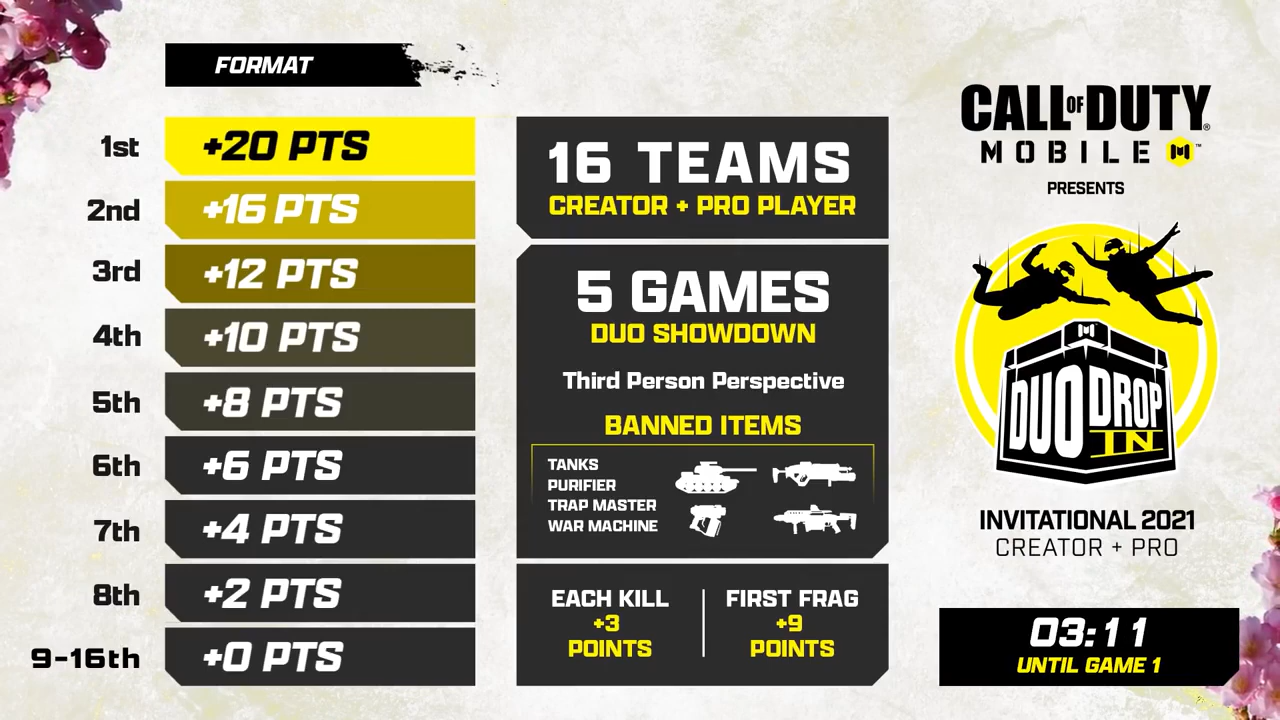 FORMAT
1st +20 PTS
2nd +16 PTS
3rd +12 PTS
4th +10 PTS
5th +8 PTS
6th +6 PTS
7th +4 PTS
8th +2 PTS
9-16th +0 PTS
16 TEAMS
CREATOR + PRO PLAYER
5 GAMES
DUO SHOWDOWN
Third Person Perspective
BANNED ITEMS
TANKS
PURIFIER
TRAP MASTER
WAR MACHINE
EACH KILL
+3
POINTS
FIRST FRAG
+9
POINTS
CALL OF DUTY®
MOBILE ™
PRESENTS
DUO DROP
IN
INVITATIONAL 2021
CREATOR + PRO
03:11
UNTIL GAME 1